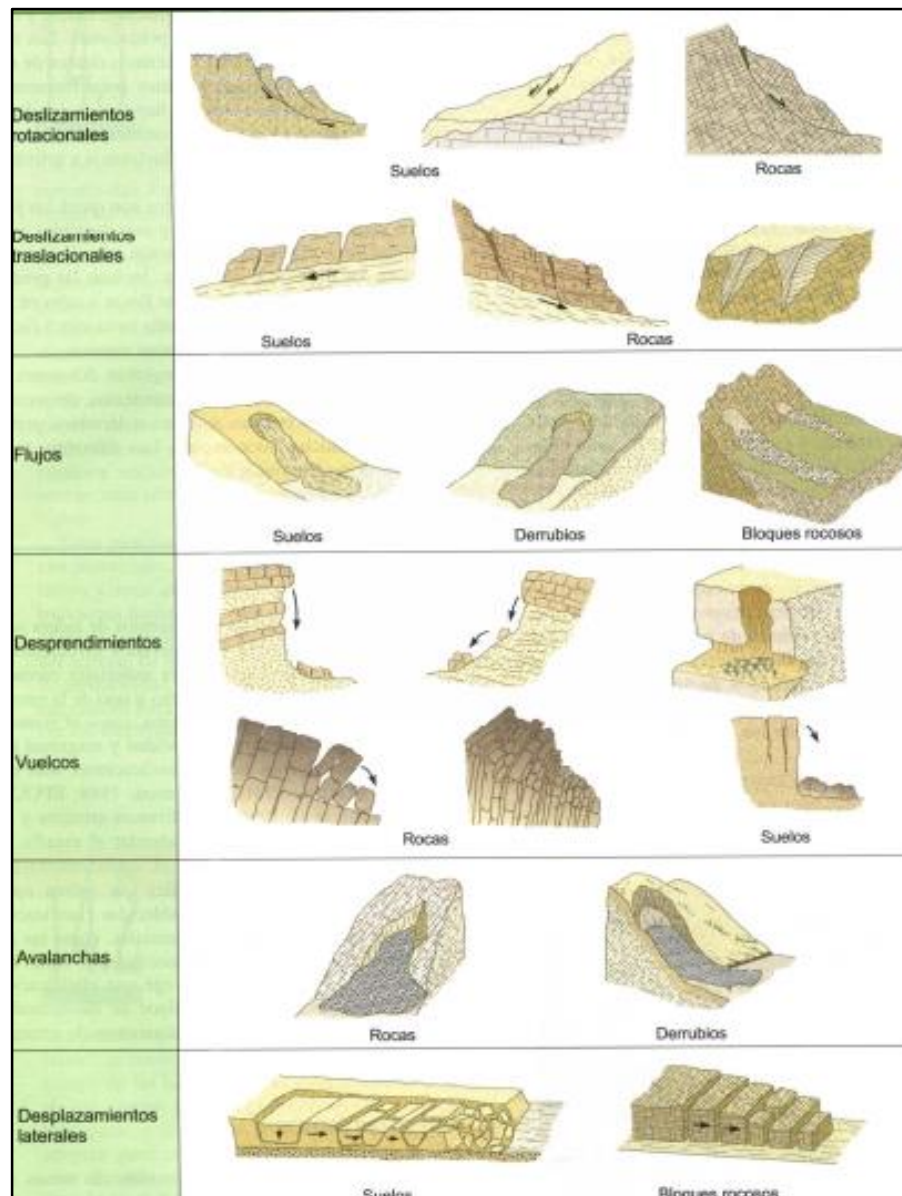 Deslizamientos
rotacionales
Suelos
Rocas
Deslizamientos
traslacionales
Suelos
Rocas
Flujos
Suelos
Derrubios
Bloques rocosos
Desprendimientos
Vuelcos
Rocas
Suelos
Avalanchas
Rocas
Derrubios
Desplazamientos
laterales
Suelos
Bloques rocosos